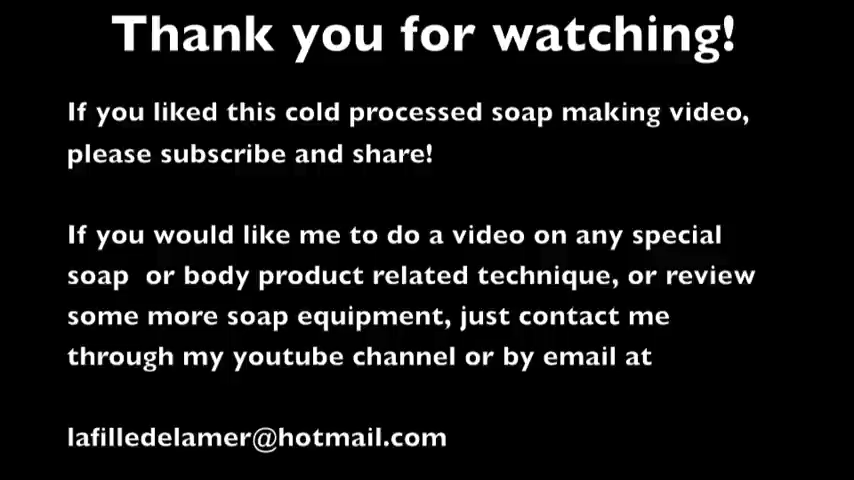 Thank you for watching!
If you liked this cold processed soap making video,
please subscribe and share!
If you would like me to do a video on any special
soap  or body product related technique, or review
some more soap equipment, just contact me
through my youtube channel or by email at
lafilledelamer@hotmail.com